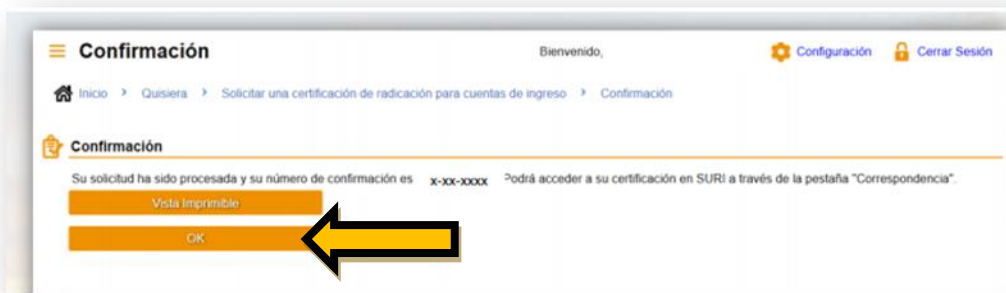 Confirmación
Bienvenido,
Configuración
Cerrar Sesión
Inicio > Quisiera > Solicitar una certificación de radicación para cuentas de ingreso > Confirmación
Confirmación
Su solicitud ha sido procesada y su número de confirmación es x-xx-xxxx Podrá acceder a su certificación en SURI a través de la pestaña "Correspondencia".
Vista Imprimible
OK